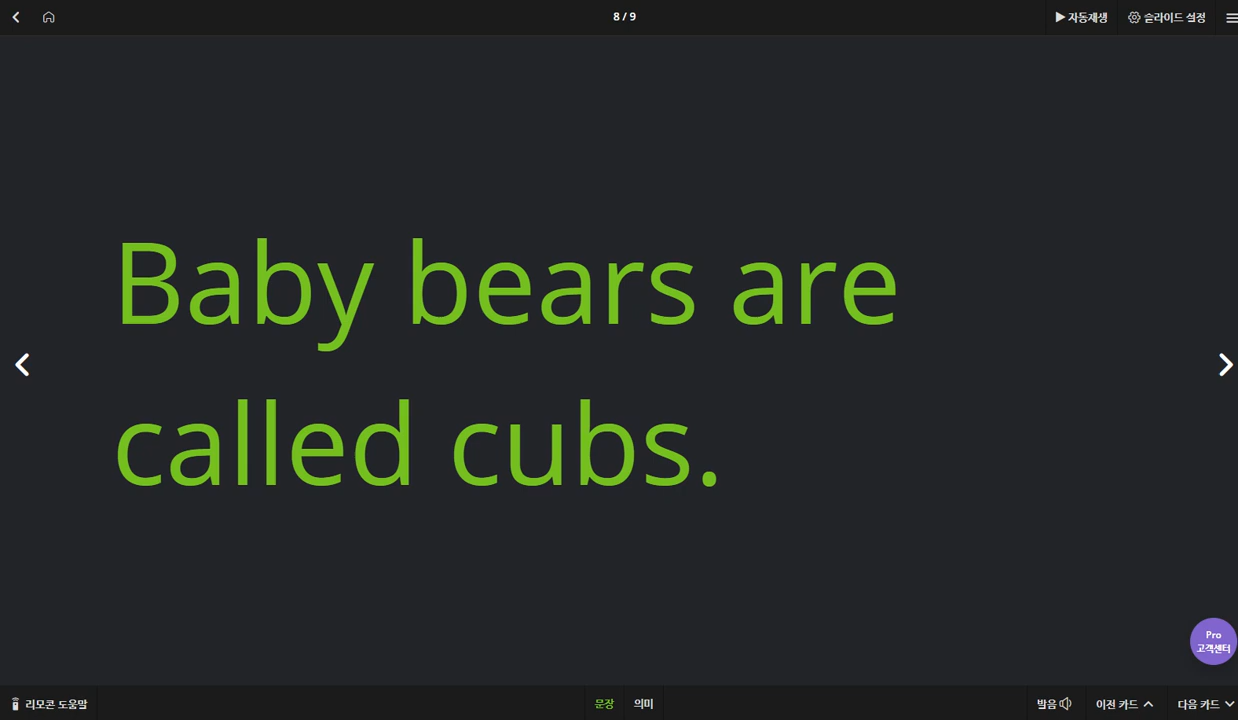 8 / 9
자동재생
슬라이드 설정
Baby bears are
called cubs.
Pro
고객센터
리모콘 도움말
문장
의미
발음
이전 카드
다음 카드